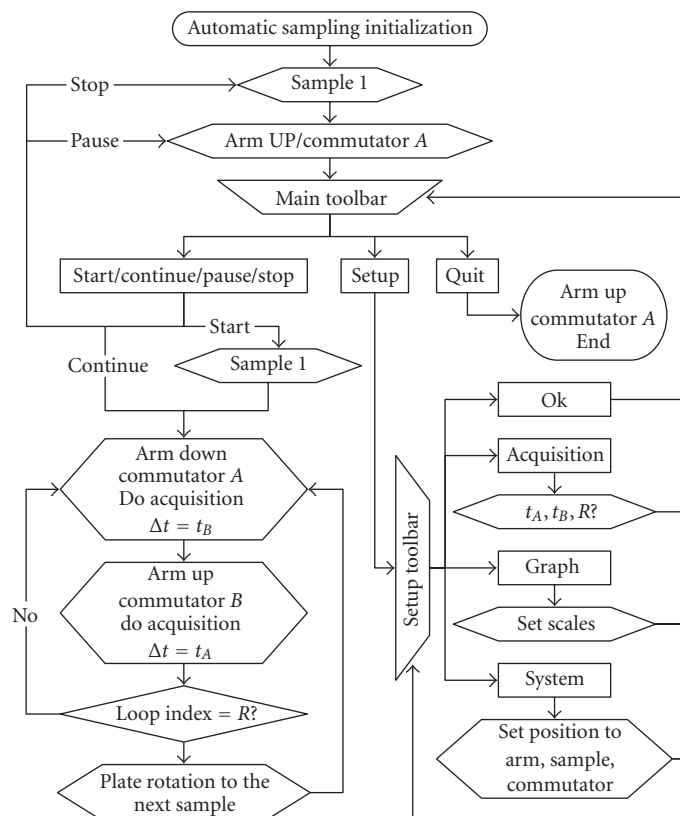 Automatic sampling initialization
Stop
Sample 1
Pause
Arm UP/commutator A
Main toolbar
Start/continue/pause/stop
Setup
Quit
Arm up
commutator A
End
Start
Continue
Sample 1
Ok
Arm down
commutator A
Do acquisition
Δt = t_B
Acquisition
t_A, t_B, R?
Setup toolbar
Graph
Set scales
Arm up
commutator B
do acquisition
Δt = t_A
No
System
Loop index = R?
Set position to
arm, sample,
commutator
Plate rotation to the
next sample